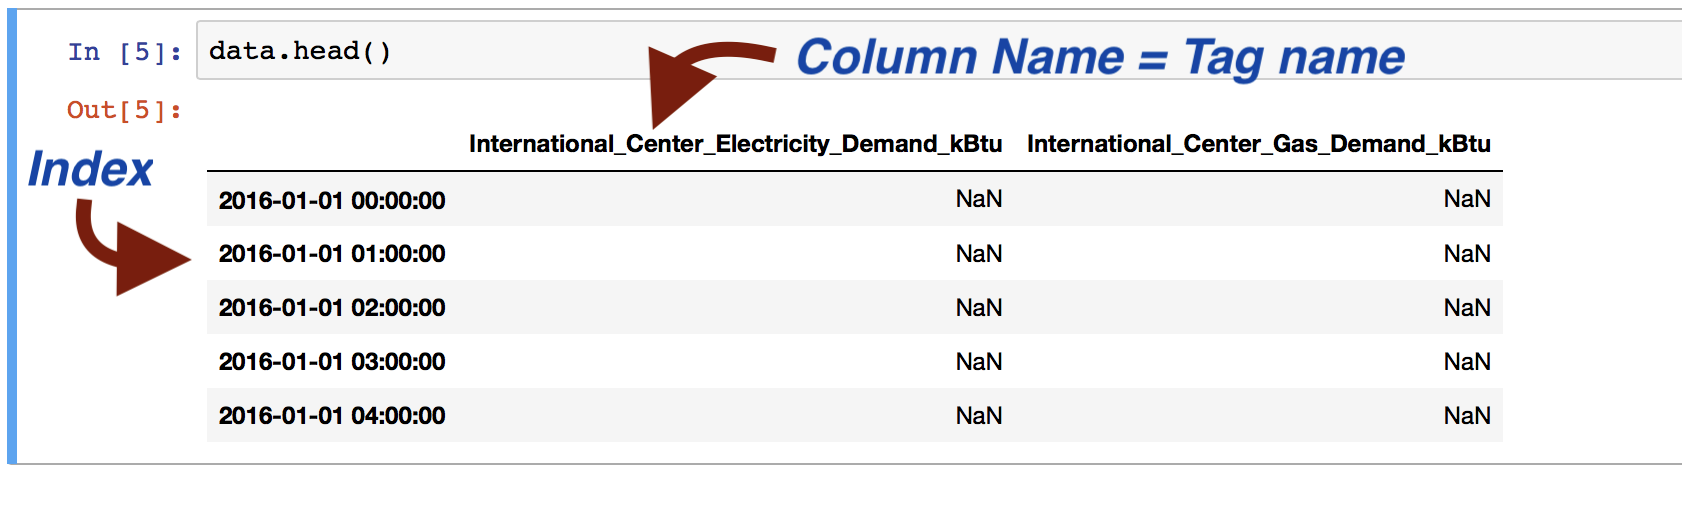 In [5]: data.head()
Column Name = Tag name
Out[5]:
International_Center_Electricity_Demand_kBtu International_Center_Gas_Demand_kBtu
Index
2016-01-01 00:00:00 NaN NaN
2016-01-01 01:00:00 NaN NaN
2016-01-01 02:00:00 NaN NaN
2016-01-01 03:00:00 NaN NaN
2016-01-01 04:00:00 NaN NaN